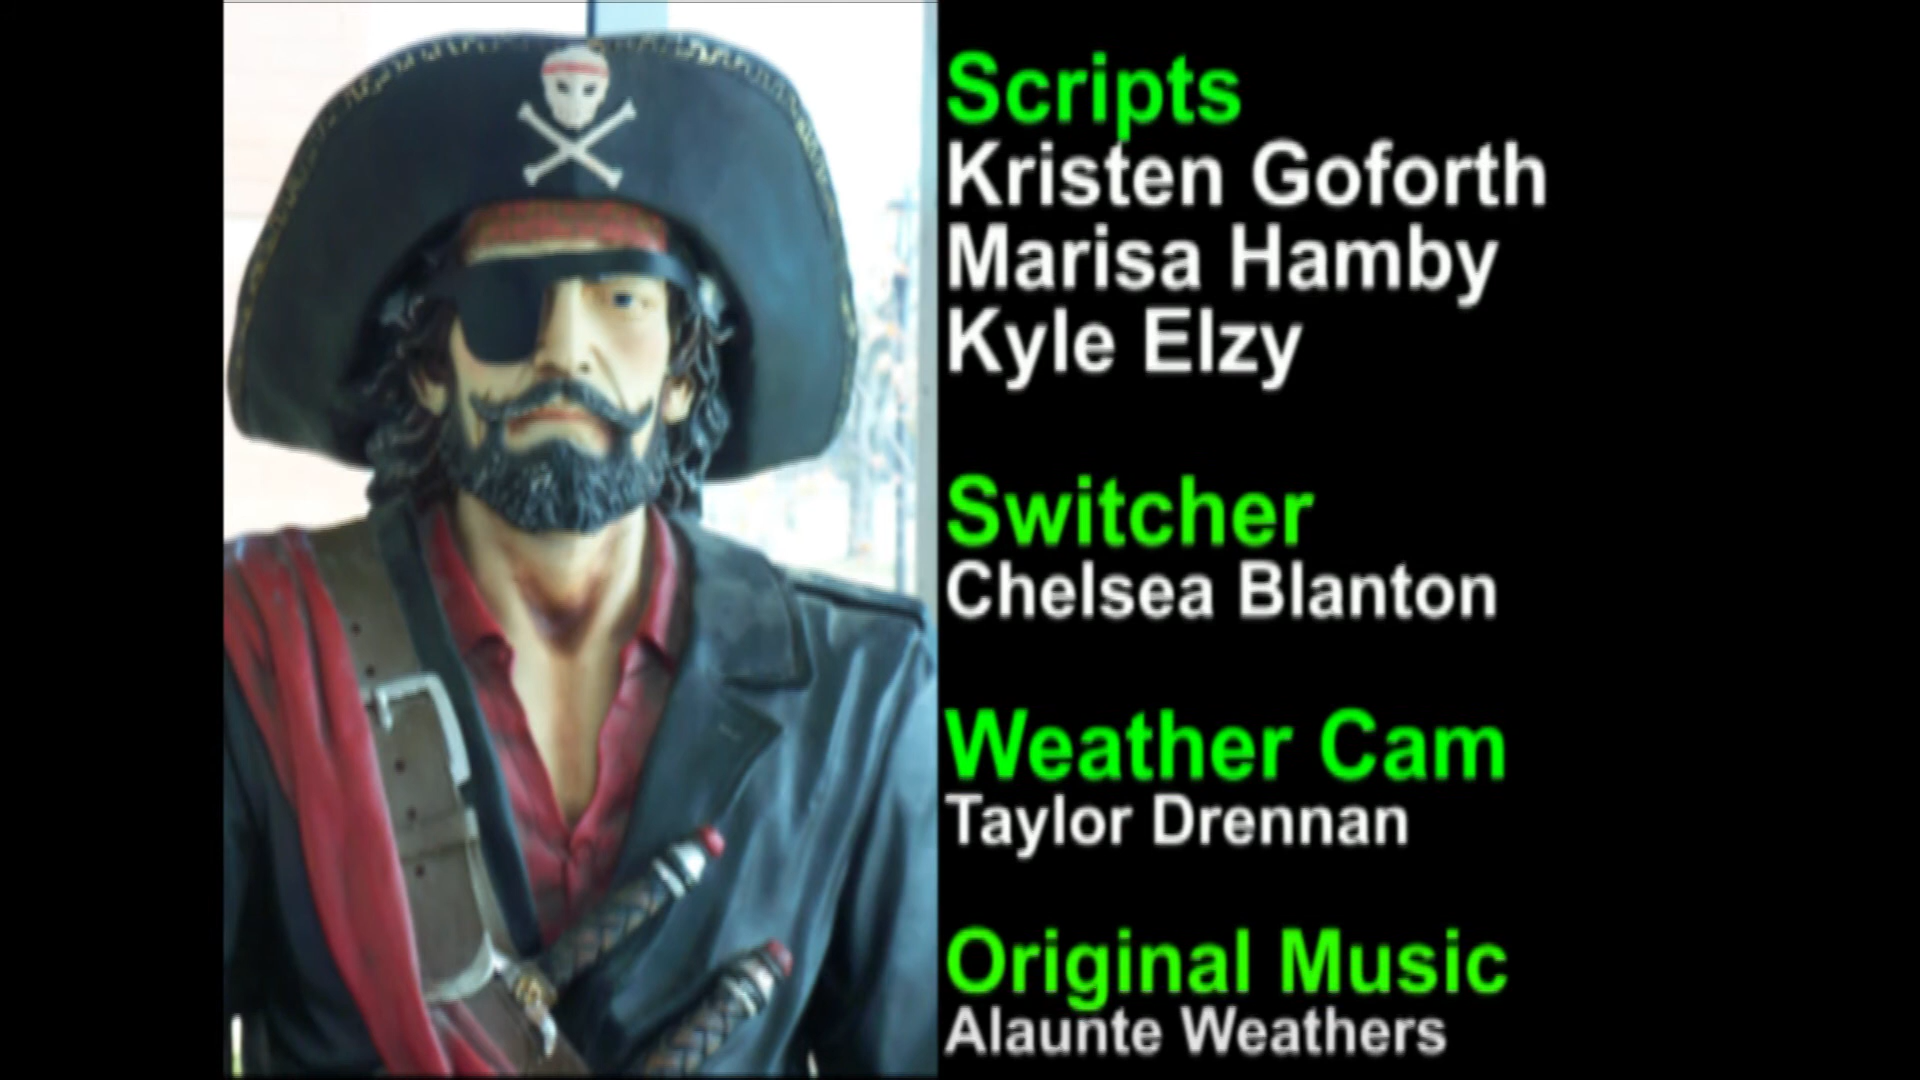 Scripts
Kristen Goforth
Marisa Hamby
Kyle Elzy
Switcher
Chelsea Blanton
Weather Cam
Taylor Drennan
Original Music
Alaunte Weathers